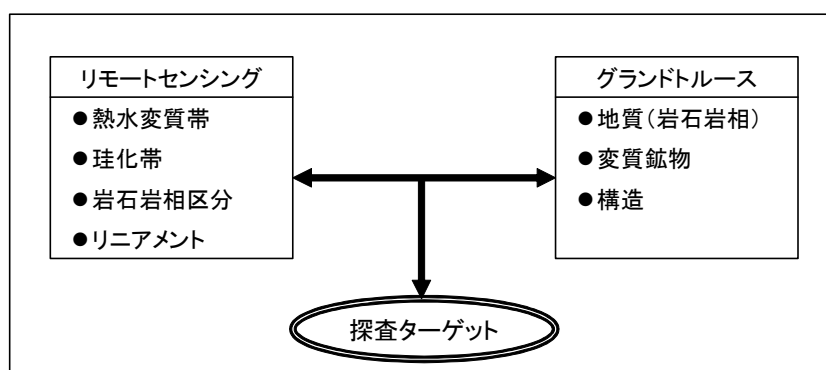 リモートセンシング
●熱水変質帯
●珪化帯
●岩石岩相区分
●リニアメント
グランドトルース
●地質(岩石岩相)
●変質鉱物
●構造
探査ターゲット